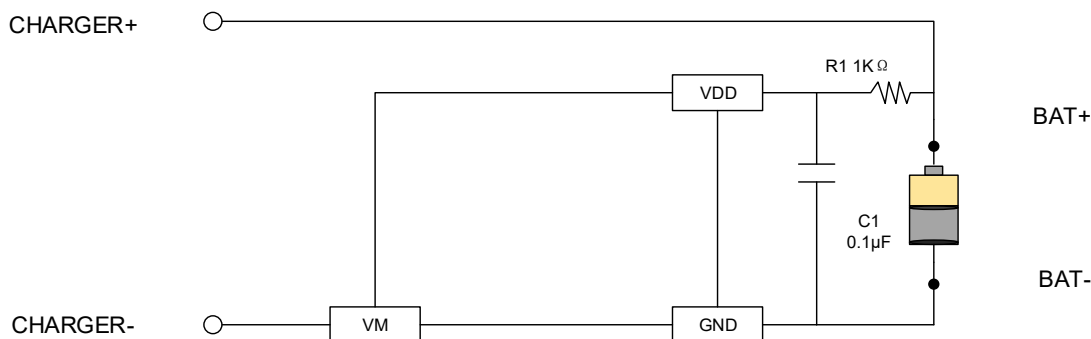 CHARGER+
R1 1KΩ
VDD
BAT+
C1
0.1µF
BAT-
CHARGER-
VM
GND